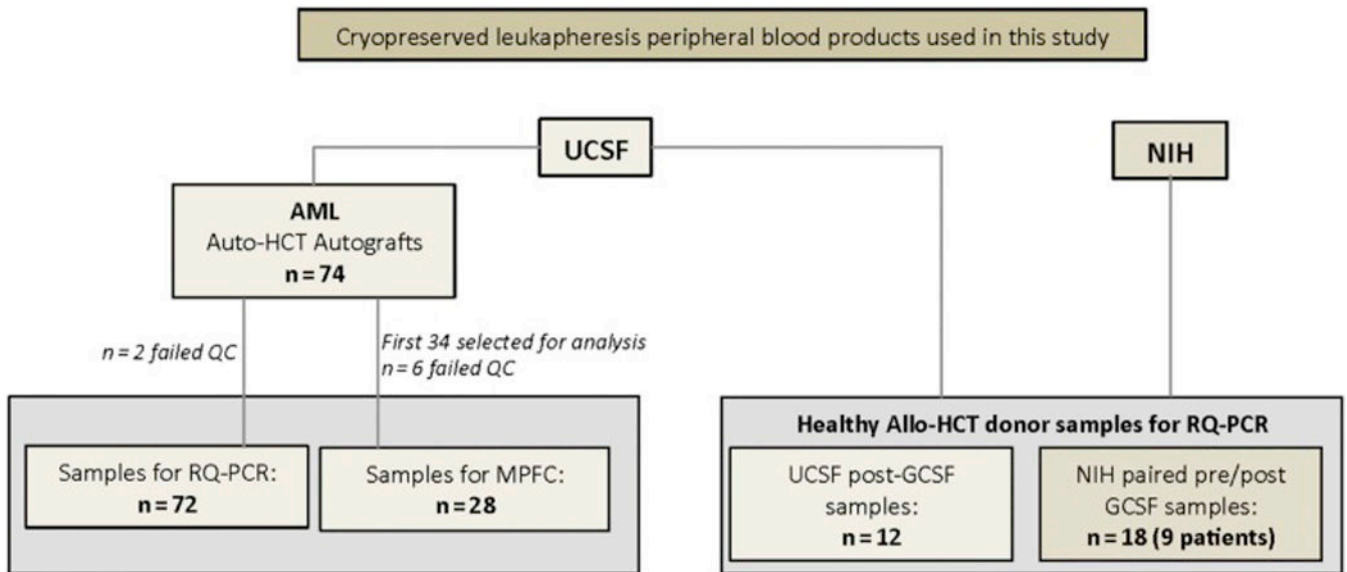 Cryopreserved leukapheresis peripheral blood products used in this study
UCSF
NIH
AML
Auto-HCT Autografts
n = 74
n = 2 failed QC
First 34 selected for analysis
n = 6 failed QC
Samples for RQ-PCR:
n = 72
Samples for MPFC:
n = 28
Healthy Allo-HCT donor samples for RQ-PCR
UCSF post-GCSF
samples:
n = 12
NIH paired pre/post
GCSF samples:
n = 18 (9 patients)